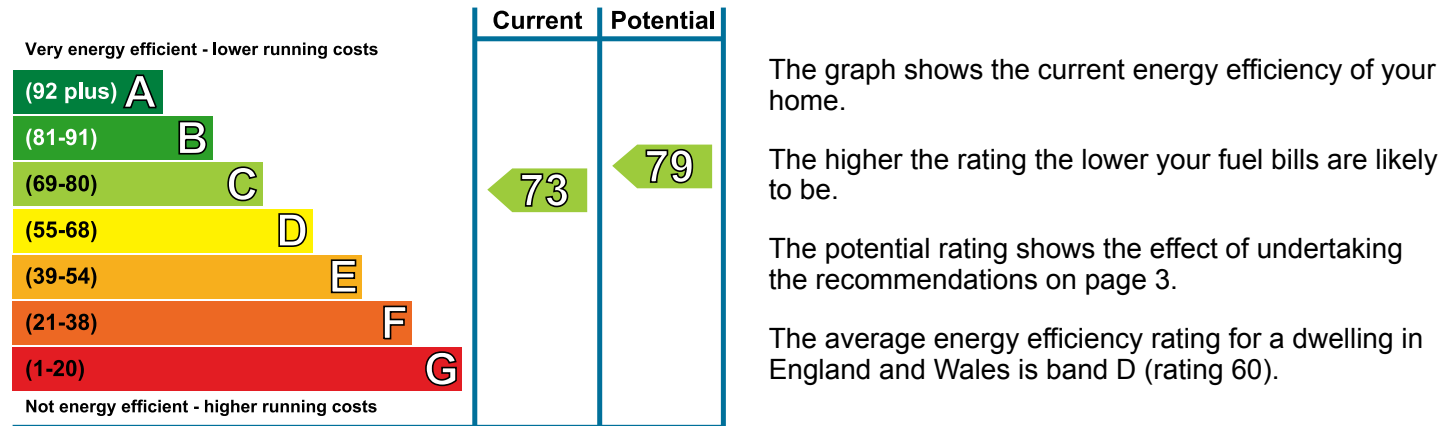 Current Potential
Very energy efficient - lower running costs
(92 plus) A
(81-91) B
(69-80) C
(55-68) D
(39-54) E
(21-38) F
(1-20) G
Not energy efficient - higher running costs
73
79
The graph shows the current energy efficiency of your
home.
The higher the rating the lower your fuel bills are likely
to be.
The potential rating shows the effect of undertaking
the recommendations on page 3.
The average energy efficiency rating for a dwelling in
England and Wales is band D (rating 60).